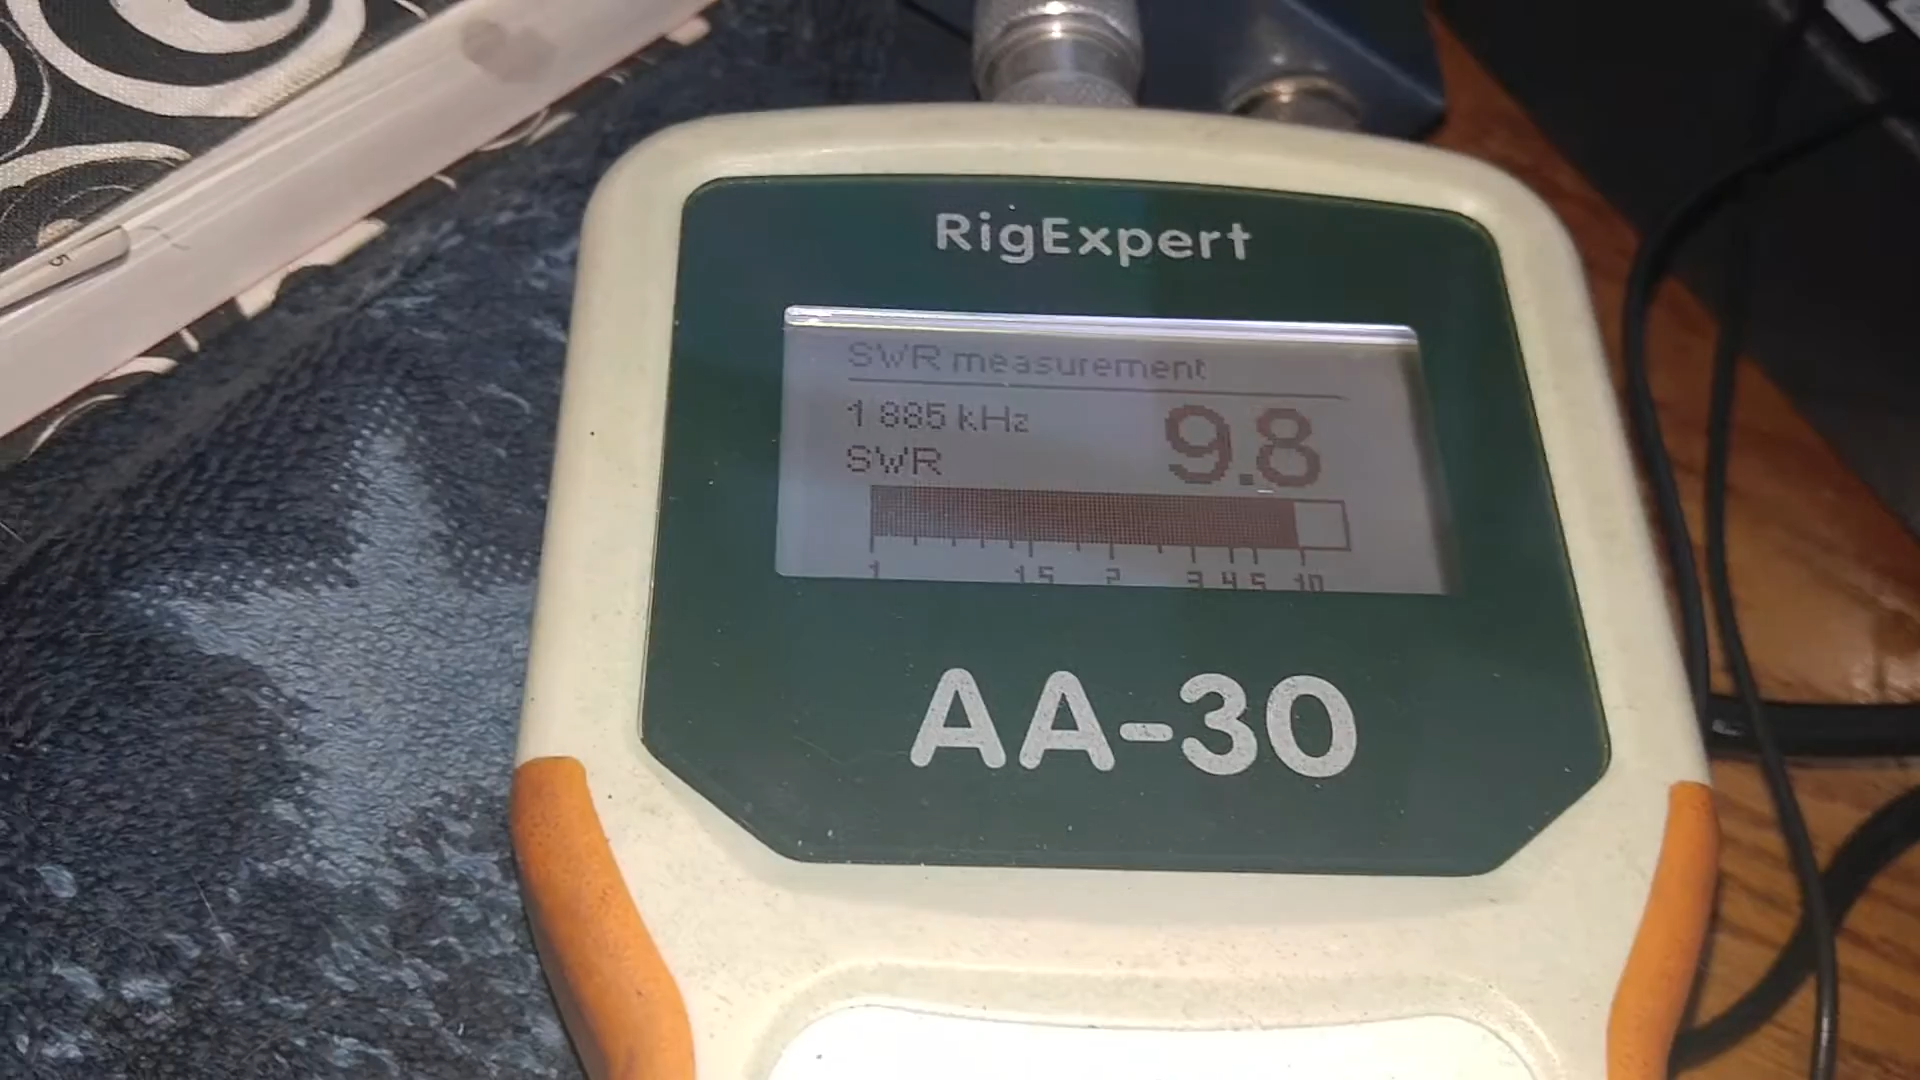 RigExpert
SWR measurement
1 885 kHz
9.8
SWR
1 1.5 2 3 4 5 10
AA-30
5